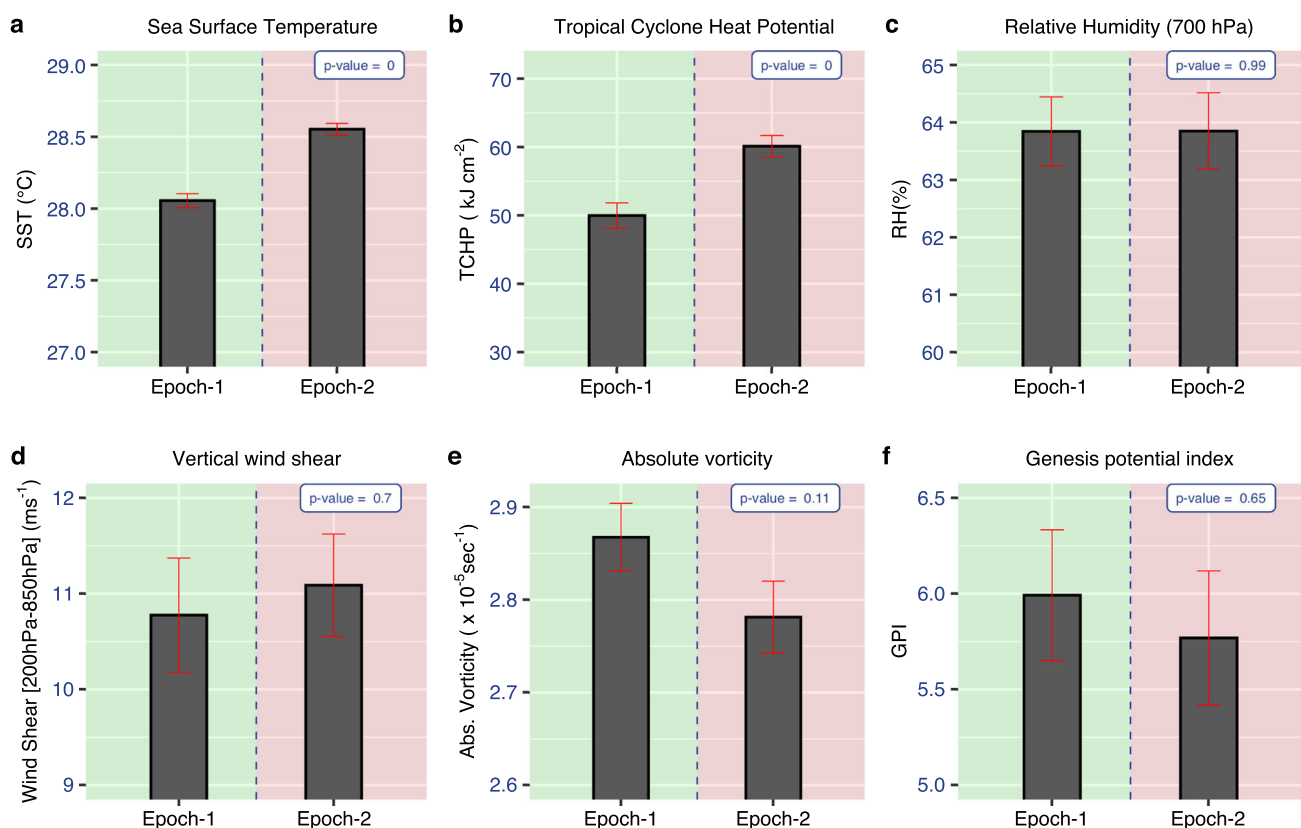 a Sea Surface Temperature
p-value = 0
SST (°C)
29.0
28.5
28.0
27.5
27.0
Epoch-1 Epoch-2
b Tropical Cyclone Heat Potential
p-value = 0
TCHP ( kJ cm⁻²)
70
60
50
40
30
Epoch-1 Epoch-2
c Relative Humidity (700 hPa)
p-value = 0.99
RH(%)
65
64
63
62
61
60
Epoch-1 Epoch-2
d Vertical wind shear
p-value = 0.7
Wind Shear [200hPa-850hPa] (ms⁻¹)
12
11
10
9
Epoch-1 Epoch-2
e Absolute vorticity
p-value = 0.11
Abs. Vorticity ( x 10⁻⁵sec⁻¹)
2.9
2.8
2.7
2.6
Epoch-1 Epoch-2
f Genesis potential index
p-value = 0.65
GPI
6.5
6.0
5.5
5.0
Epoch-1 Epoch-2